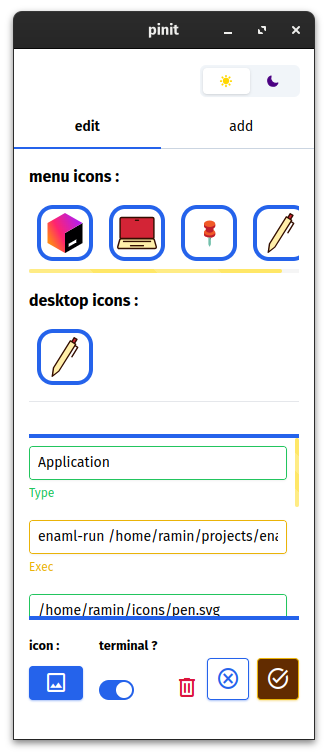 pinit
edit
add
menu icons :
desktop icons :
Application
Type
enaml-run /home/ramin/projects/ena
Exec
/home/ramin/icons/pen.svg
icon :
terminal ?